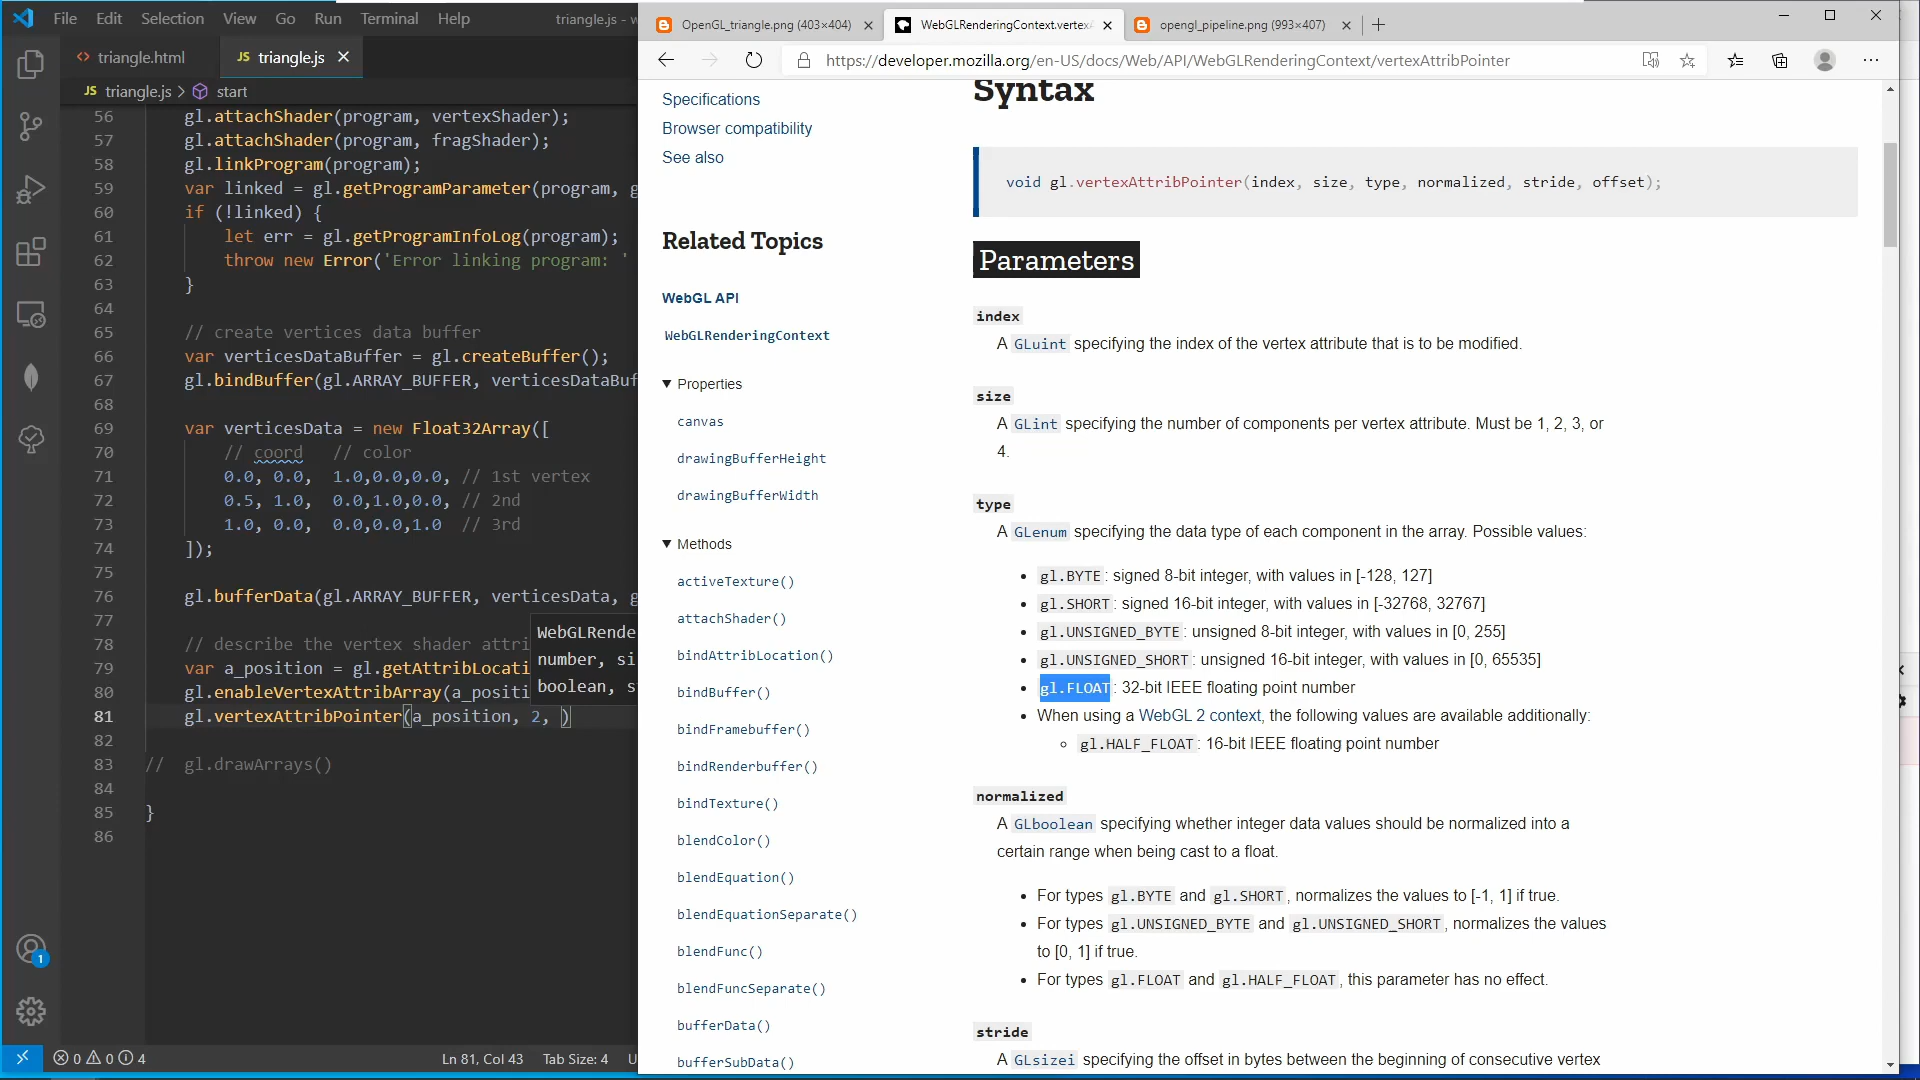 File Edit Selection View Go Run Terminal Help triangle.js - w
triangle.html
JS triangle.js
JS triangle.js > start
56 gl.attachShader(program, vertexShader);
57 gl.attachShader(program, fragShader);
58 gl.linkProgram(program);
59 var linked = gl.getProgramParameter(program, g
60 if (!linked) {
61 let err = gl.getProgramInfoLog(program);
62 throw new Error('Error linking program: '
63 }
64
65 // create vertices data buffer
66 var verticesDataBuffer = gl.createBuffer();
67 gl.bindBuffer(gl.ARRAY_BUFFER, verticesDataBuf
68
69 var verticesData = new Float32Array([
70 // coord // color
71 0.0, 0.0, 1.0,0.0,0.0, // 1st vertex
72 0.5, 1.0, 0.0,1.0,0.0, // 2nd
73 1.0, 0.0, 0.0,0.0,1.0 // 3rd
74 ]);
75
76 gl.bufferData(gl.ARRAY_BUFFER, verticesData, g
77
78 // describe the vertex shader attri
79 var a_position = gl.getAttribLocati
80 gl.enableVertexAttribArray(a_positi
81 gl.vertexAttribPointer(a_position, 2, )
82
83 // gl.drawArrays()
84
85 }
86
WebGLRende
number, si
boolean, s
1
0 0 4
Ln 81, Col 43 Tab Size: 4 U
OpenGL_triangle.png (403×404)
WebGLRenderingContext.vertexA
opengl_pipeline.png (993×407)
https://developer.mozilla.org/en-US/docs/Web/API/WebGLRenderingContext/vertexAttribPointer
Specifications
Browser compatibility
See also
Related Topics
WebGL API
WebGLRenderingContext
Properties
canvas
drawingBufferHeight
drawingBufferWidth
Methods
activeTexture()
attachShader()
bindAttribLocation()
bindBuffer()
bindFramebuffer()
bindRenderbuffer()
bindTexture()
blendColor()
blendEquation()
blendEquationSeparate()
blendFunc()
blendFuncSeparate()
bufferData()
bufferSubData()
Syntax
void gl.vertexAttribPointer(index, size, type, normalized, stride, offset);
Parameters
index
A GLuint specifying the index of the vertex attribute that is to be modified.
size
A GLint specifying the number of components per vertex attribute. Must be 1, 2, 3, or
4.
type
A GLenum specifying the data type of each component in the array. Possible values:
• gl.BYTE: signed 8-bit integer, with values in [-128, 127]
• gl.SHORT: signed 16-bit integer, with values in [-32768, 32767]
• gl.UNSIGNED_BYTE: unsigned 8-bit integer, with values in [0, 255]
• gl.UNSIGNED_SHORT: unsigned 16-bit integer, with values in [0, 65535]
• gl.FLOAT: 32-bit IEEE floating point number
• When using a WebGL 2 context, the following values are available additionally:
◦ gl.HALF_FLOAT: 16-bit IEEE floating point number
normalized
A GLboolean specifying whether integer data values should be normalized into a
certain range when being cast to a float.
• For types gl.BYTE and gl.SHORT, normalizes the values to [-1, 1] if true.
• For types gl.UNSIGNED_BYTE and gl.UNSIGNED_SHORT, normalizes the values
to [0, 1] if true.
• For types gl.FLOAT and gl.HALF_FLOAT, this parameter has no effect.
stride
A GLsizei specifying the offset in bytes between the beginning of consecutive vertex